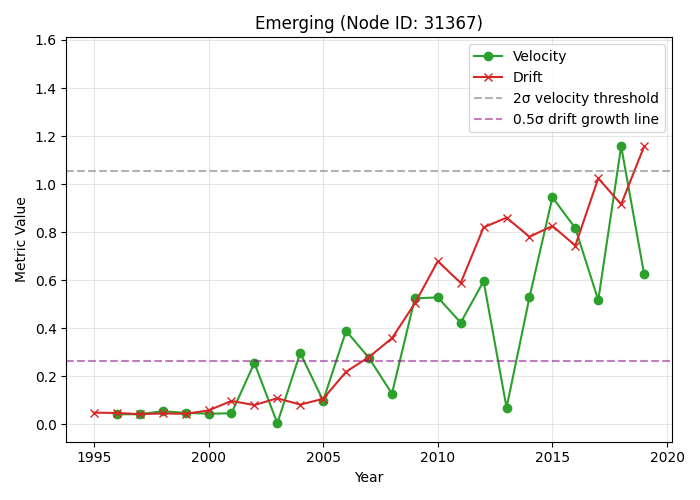 Emerging (Node ID: 31367)
Velocity
Drift
2σ velocity threshold
0.5σ drift growth line
Metric Value
1.6
1.4
1.2
1.0
0.8
0.6
0.4
0.2
0.0
1995 2000 2005 2010 2015 2020
Year